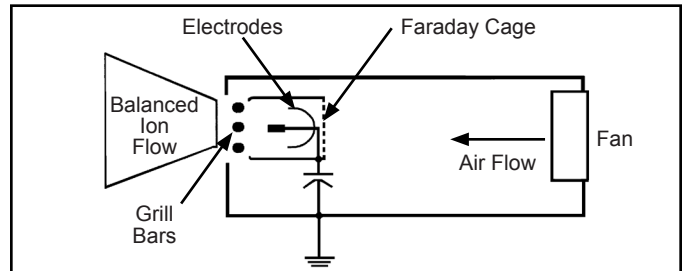 Electrodes
Faraday Cage
Balanced
Ion
Flow
Fan
Air Flow
Grill
Bars